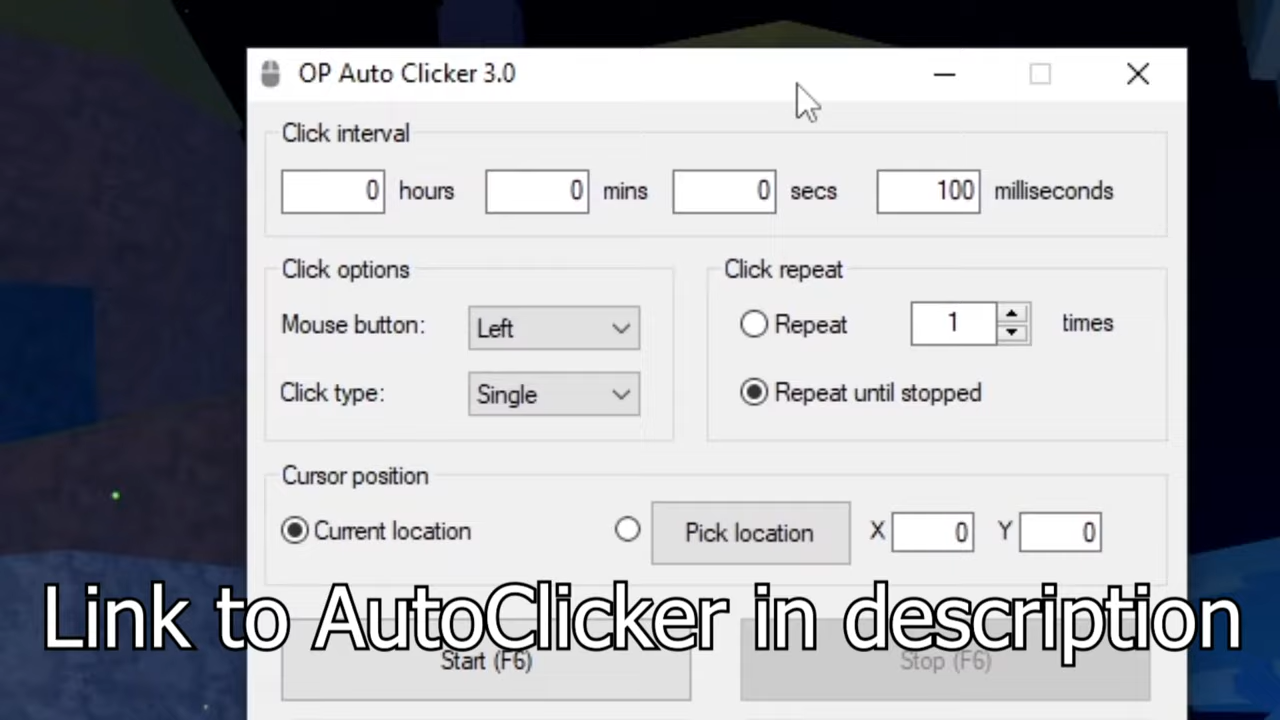 OP Auto Clicker 3.0
Click interval
0 hours 0 mins 0 secs 100 milliseconds
Click options Click repeat
Mouse button: Left Repeat 1 times
Click type: Single Repeat until stopped
Cursor position
Current location Pick location X 0 Y 0
Link to AutoClicker in description
Start (F6) Stop (F6)